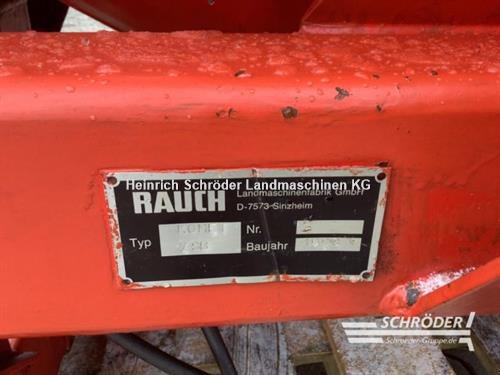 Heinrich Schröder Landmaschinen KG
RAUCH Landmaschinenfabrik GmbH
D-7573 Sinzheim
Typ Nr.
Baujahr
SCHRÖDER
Schroeder-Gruppe.de